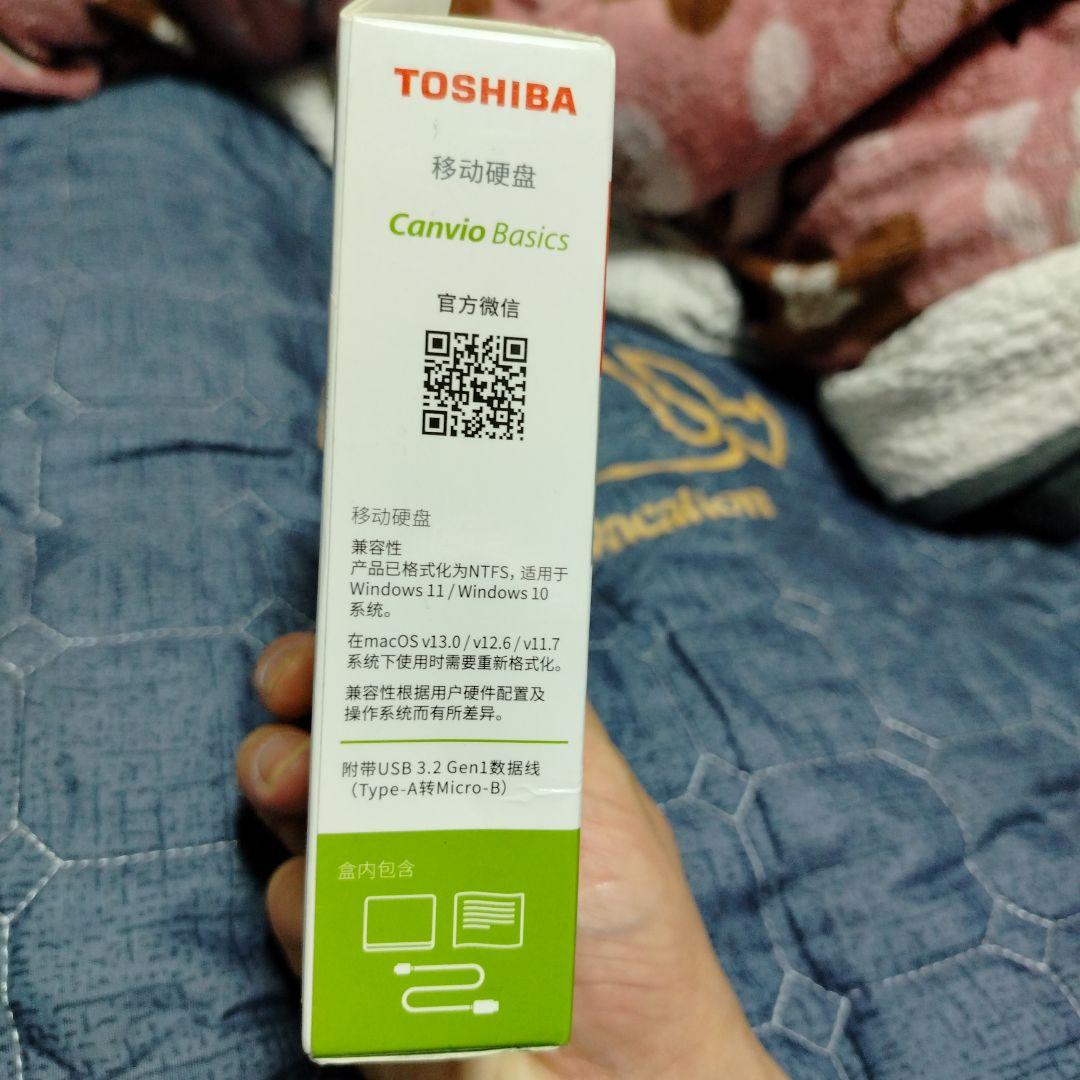 TOSHIBA
移动硬盘
Canvio Basics
官方微信
移动硬盘
兼容性
产品已格式化为NTFS，适用于
Windows 11 / Windows 10
系统。
在macOS v13.0 / v12.6 / v11.7
系统下使用时需要重新格式化。
兼容性根据用户硬件配置及
操作系统而有所差异。
附带USB 3.2 Gen1数据线
（Type-A转Micro-B）
盒内包含